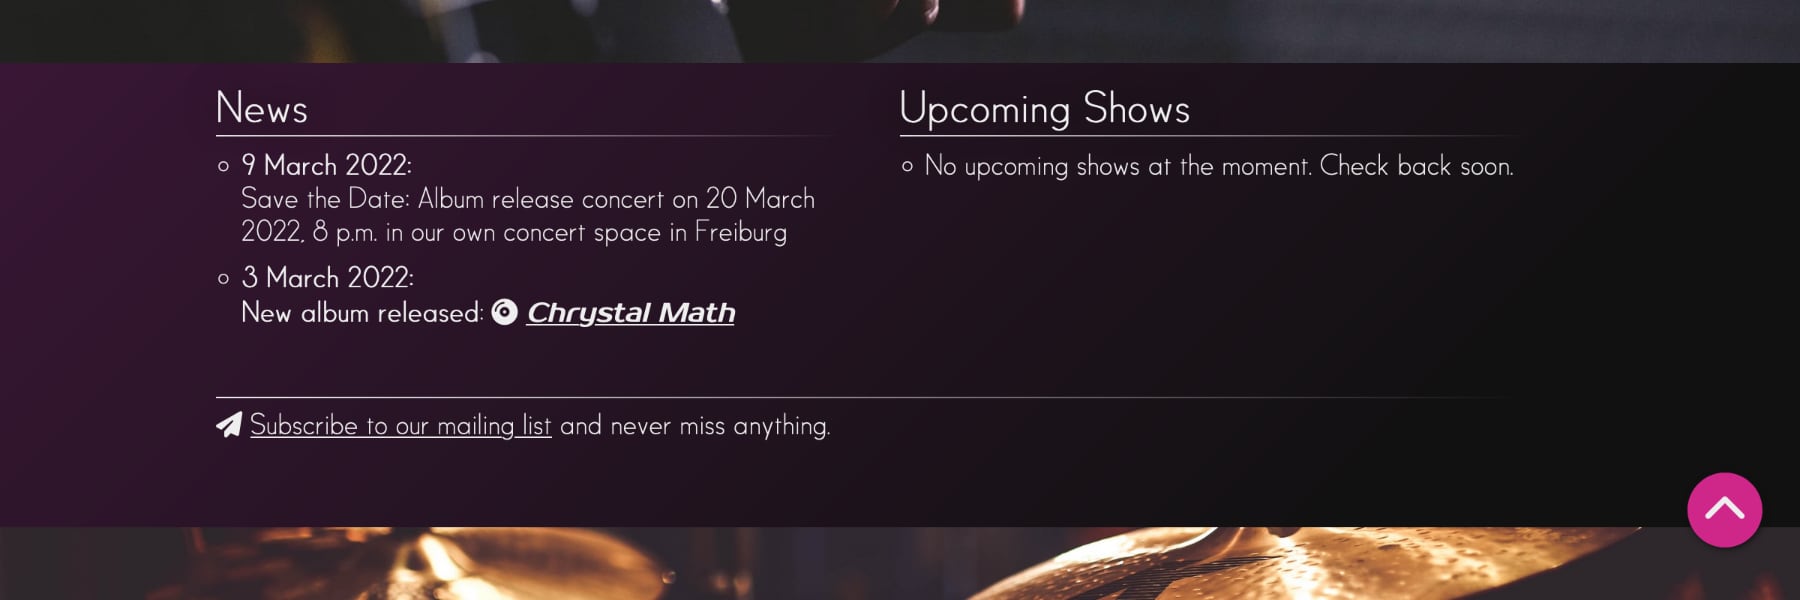 News
9 March 2022:
Save the Date: Album release concert on 20 March
2022, 8 p.m. in our own concert space in Freiburg
3 March 2022:
New album released: Chrystal Math
Subscribe to our mailing list and never miss anything.
Upcoming Shows
No upcoming shows at the moment. Check back soon.